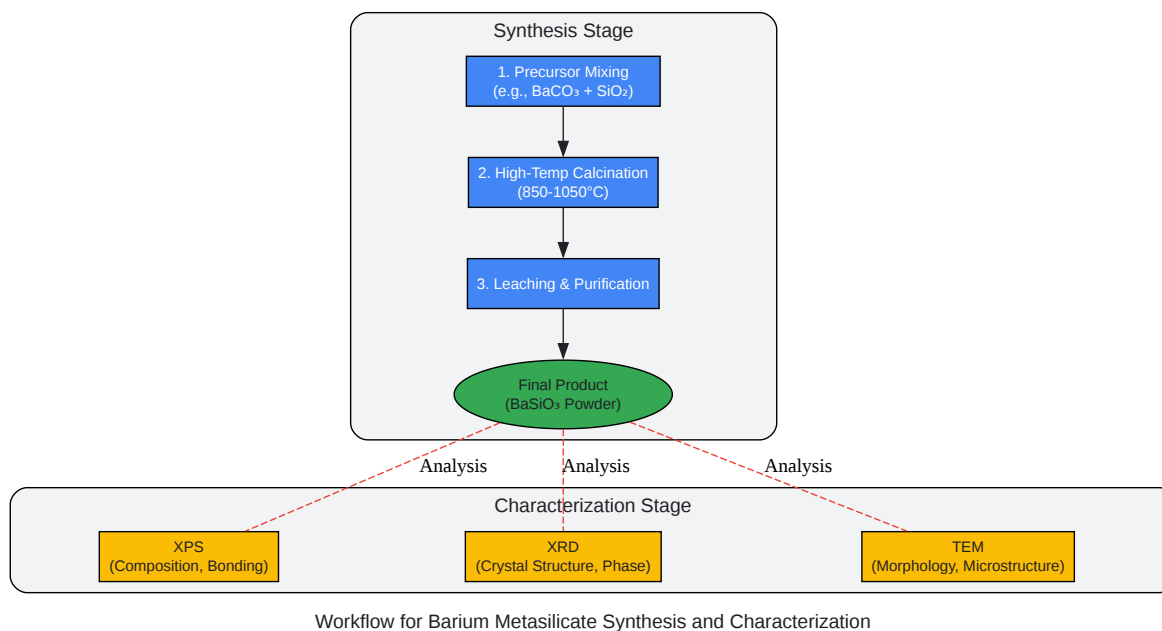 Synthesis Stage
1. Precursor Mixing
(e.g., BaCO₃ + SiO₂)
2. High-Temp Calcination
(850-1050°C)
3. Leaching & Purification
Final Product
(BaSiO₃ Powder)
Analysis
Analysis
Analysis
Characterization Stage
XPS
(Composition, Bonding)
XRD
(Crystal Structure, Phase)
TEM
(Morphology, Microstructure)
Workflow for Barium Metasilicate Synthesis and Characterization